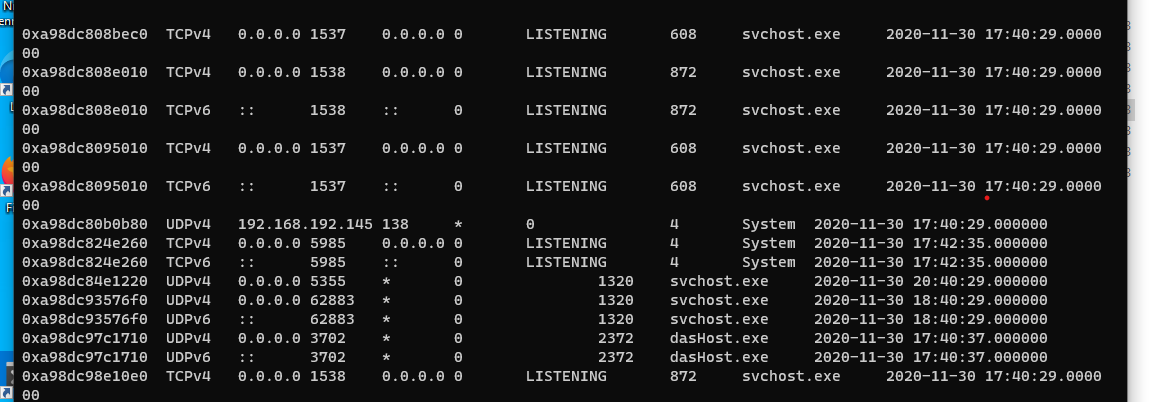 0xa98dc808bec0  TCPv4   0.0.0.0 1537    0.0.0.0 0       LISTENING       608     svchost.exe     2020-11-30 17:40:29.0000
00
0xa98dc808e010  TCPv4   0.0.0.0 1538    0.0.0.0 0       LISTENING       872     svchost.exe     2020-11-30 17:40:29.0000
00
0xa98dc808e010  TCPv6   ::      1538    ::      0       LISTENING       872     svchost.exe     2020-11-30 17:40:29.0000
00
0xa98dc8095010  TCPv4   0.0.0.0 1537    0.0.0.0 0       LISTENING       608     svchost.exe     2020-11-30 17:40:29.0000
00
0xa98dc8095010  TCPv6   ::      1537    ::      0       LISTENING       608     svchost.exe     2020-11-30 17:40:29.0000
00
0xa98dc80b0b80  UDPv4   192.168.192.145 138     *       0               4       System  2020-11-30 17:40:29.000000
0xa98dc824e260  TCPv4   0.0.0.0 5985    0.0.0.0 0       LISTENING       4       System  2020-11-30 17:42:35.000000
0xa98dc824e260  TCPv6   ::      5985    ::      0       LISTENING       4       System  2020-11-30 17:42:35.000000
0xa98dc84e1220  UDPv4   0.0.0.0 5355    *       0               1320    svchost.exe     2020-11-30 20:40:29.000000
0xa98dc93576f0  UDPv4   0.0.0.0 62883   *       0               1320    svchost.exe     2020-11-30 18:40:29.000000
0xa98dc93576f0  UDPv6   ::      62883   *       0               1320    svchost.exe     2020-11-30 18:40:29.000000
0xa98dc97c1710  UDPv4   0.0.0.0 3702    *       0               2372    dasHost.exe     2020-11-30 17:40:37.000000
0xa98dc97c1710  UDPv6   ::      3702    *       0               2372    dasHost.exe     2020-11-30 17:40:37.000000
0xa98dc98e10e0  TCPv4   0.0.0.0 1538    0.0.0.0 0       LISTENING       872     svchost.exe     2020-11-30 17:40:29.0000
00